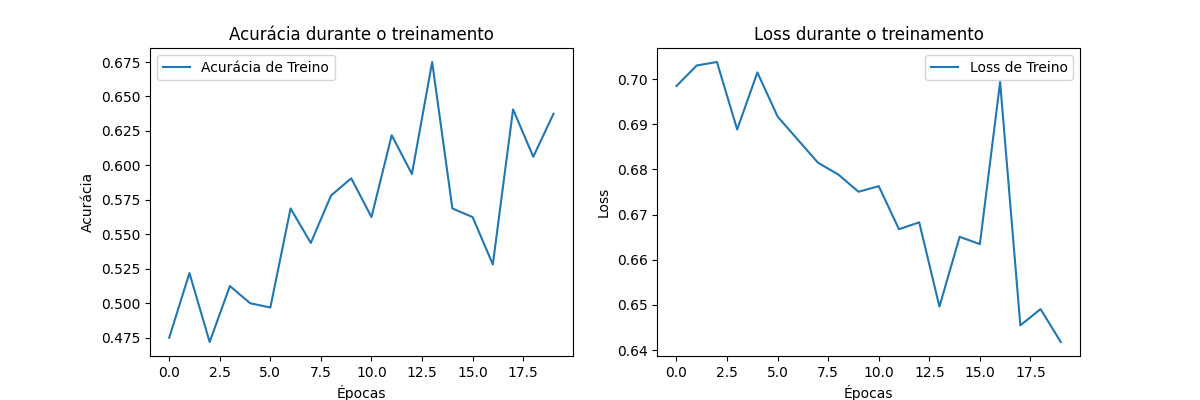 Acurácia durante o treinamento
Acurácia de Treino
0.675
0.650
0.625
0.600
0.575
0.550
0.525
0.500
0.475
Acurácia
0.0 2.5 5.0 7.5 10.0 12.5 15.0 17.5
Épocas
Loss durante o treinamento
Loss de Treino
0.70
0.69
0.68
0.67
0.66
0.65
0.64
Loss
0.0 2.5 5.0 7.5 10.0 12.5 15.0 17.5
Épocas